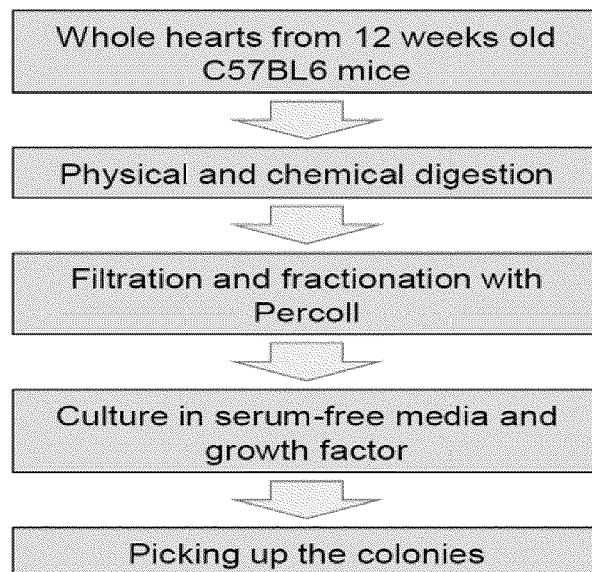 Whole hearts from 12 weeks old
C57BL6 mice
Physical and chemical digestion
Filtration and fractionation with
Percoll
Culture in serum-free media and
growth factor
Picking up the colonies